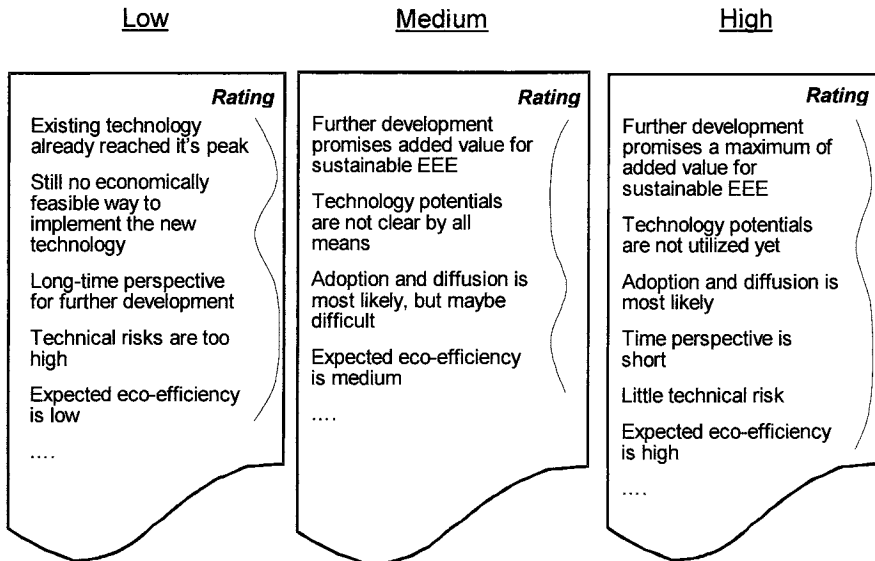 Low
Rating
Existing technology
already reached it's peak
Still no economically
feasible way to
implement the new
technology
Long-time perspective
for further development
Technical risks are too
high
Expected eco-efficiency
is low
....
Medium
Rating
Further development
promises added value for
sustainable EEE
Technology potentials
are not clear by all
means
Adoption and diffusion is
most likely, but maybe
difficult
Expected eco-efficiency
is medium
....
High
Rating
Further development
promises a maximum of
added value for
sustainable EEE
Technology potentials
are not utilized yet
Adoption and diffusion is
most likely
Time perspective is
short
Little technical risk
Expected eco-efficiency
is high
....